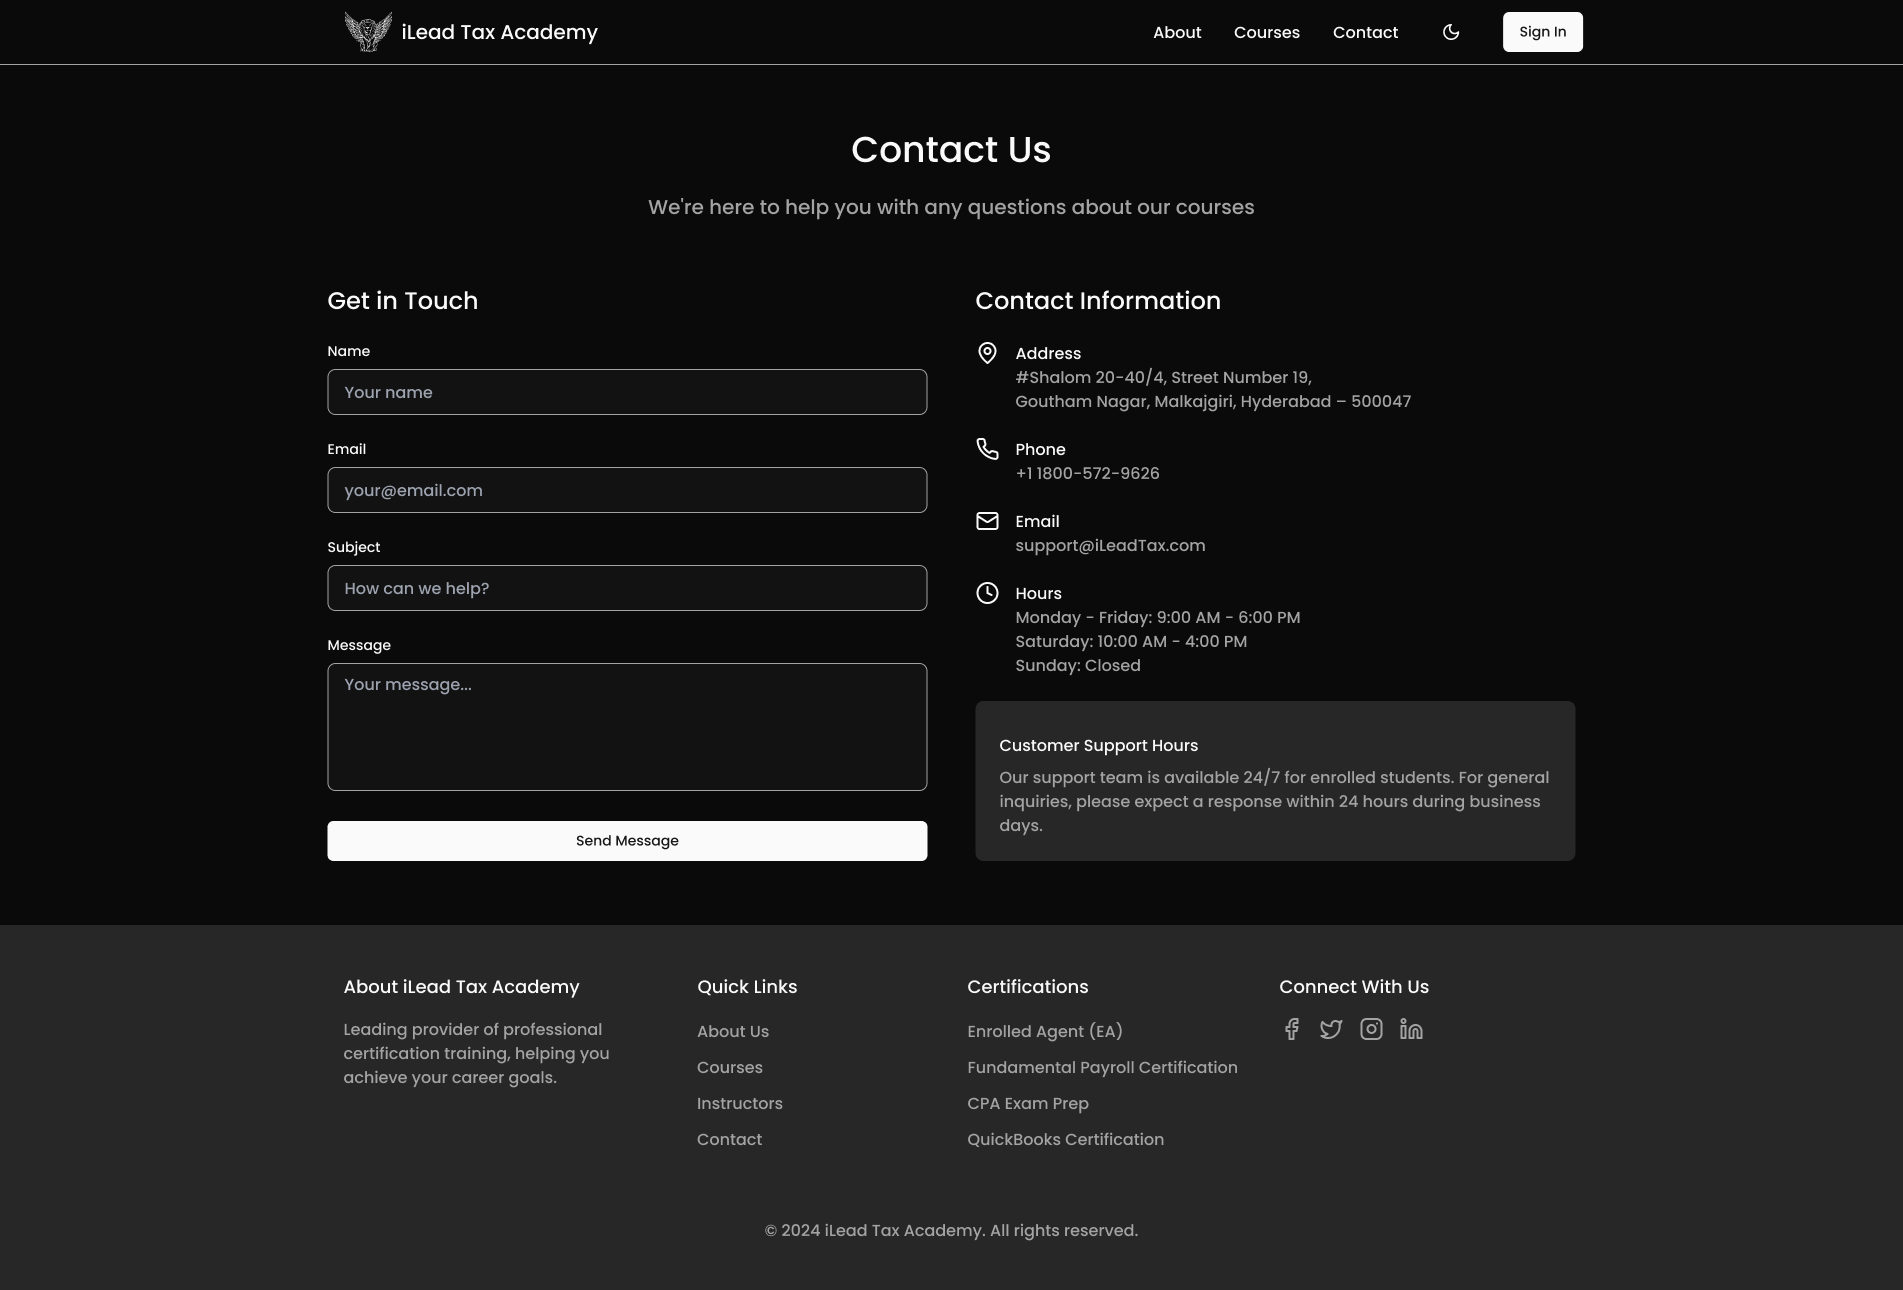 iLead Tax Academy
About
Courses
Contact
Sign In
Contact Us
We're here to help you with any questions about our courses
Get in Touch
Name
Your name
Email
your@email.com
Subject
How can we help?
Message
Your message...
Send Message
Contact Information
Address
#Shalom 20-40/4, Street Number 19,
Goutham Nagar, Malkajgiri, Hyderabad – 500047
Phone
+1 1800-572-9626
Email
support@iLeadTax.com
Hours
Monday - Friday: 9:00 AM - 6:00 PM
Saturday: 10:00 AM - 4:00 PM
Sunday: Closed
Customer Support Hours
Our support team is available 24/7 for enrolled students. For general
inquiries, please expect a response within 24 hours during business
days.
About iLead Tax Academy
Leading provider of professional
certification training, helping you
achieve your career goals.
Quick Links
About Us
Courses
Instructors
Contact
Certifications
Enrolled Agent (EA)
Fundamental Payroll Certification
CPA Exam Prep
QuickBooks Certification
Connect With Us
© 2024 iLead Tax Academy. All rights reserved.